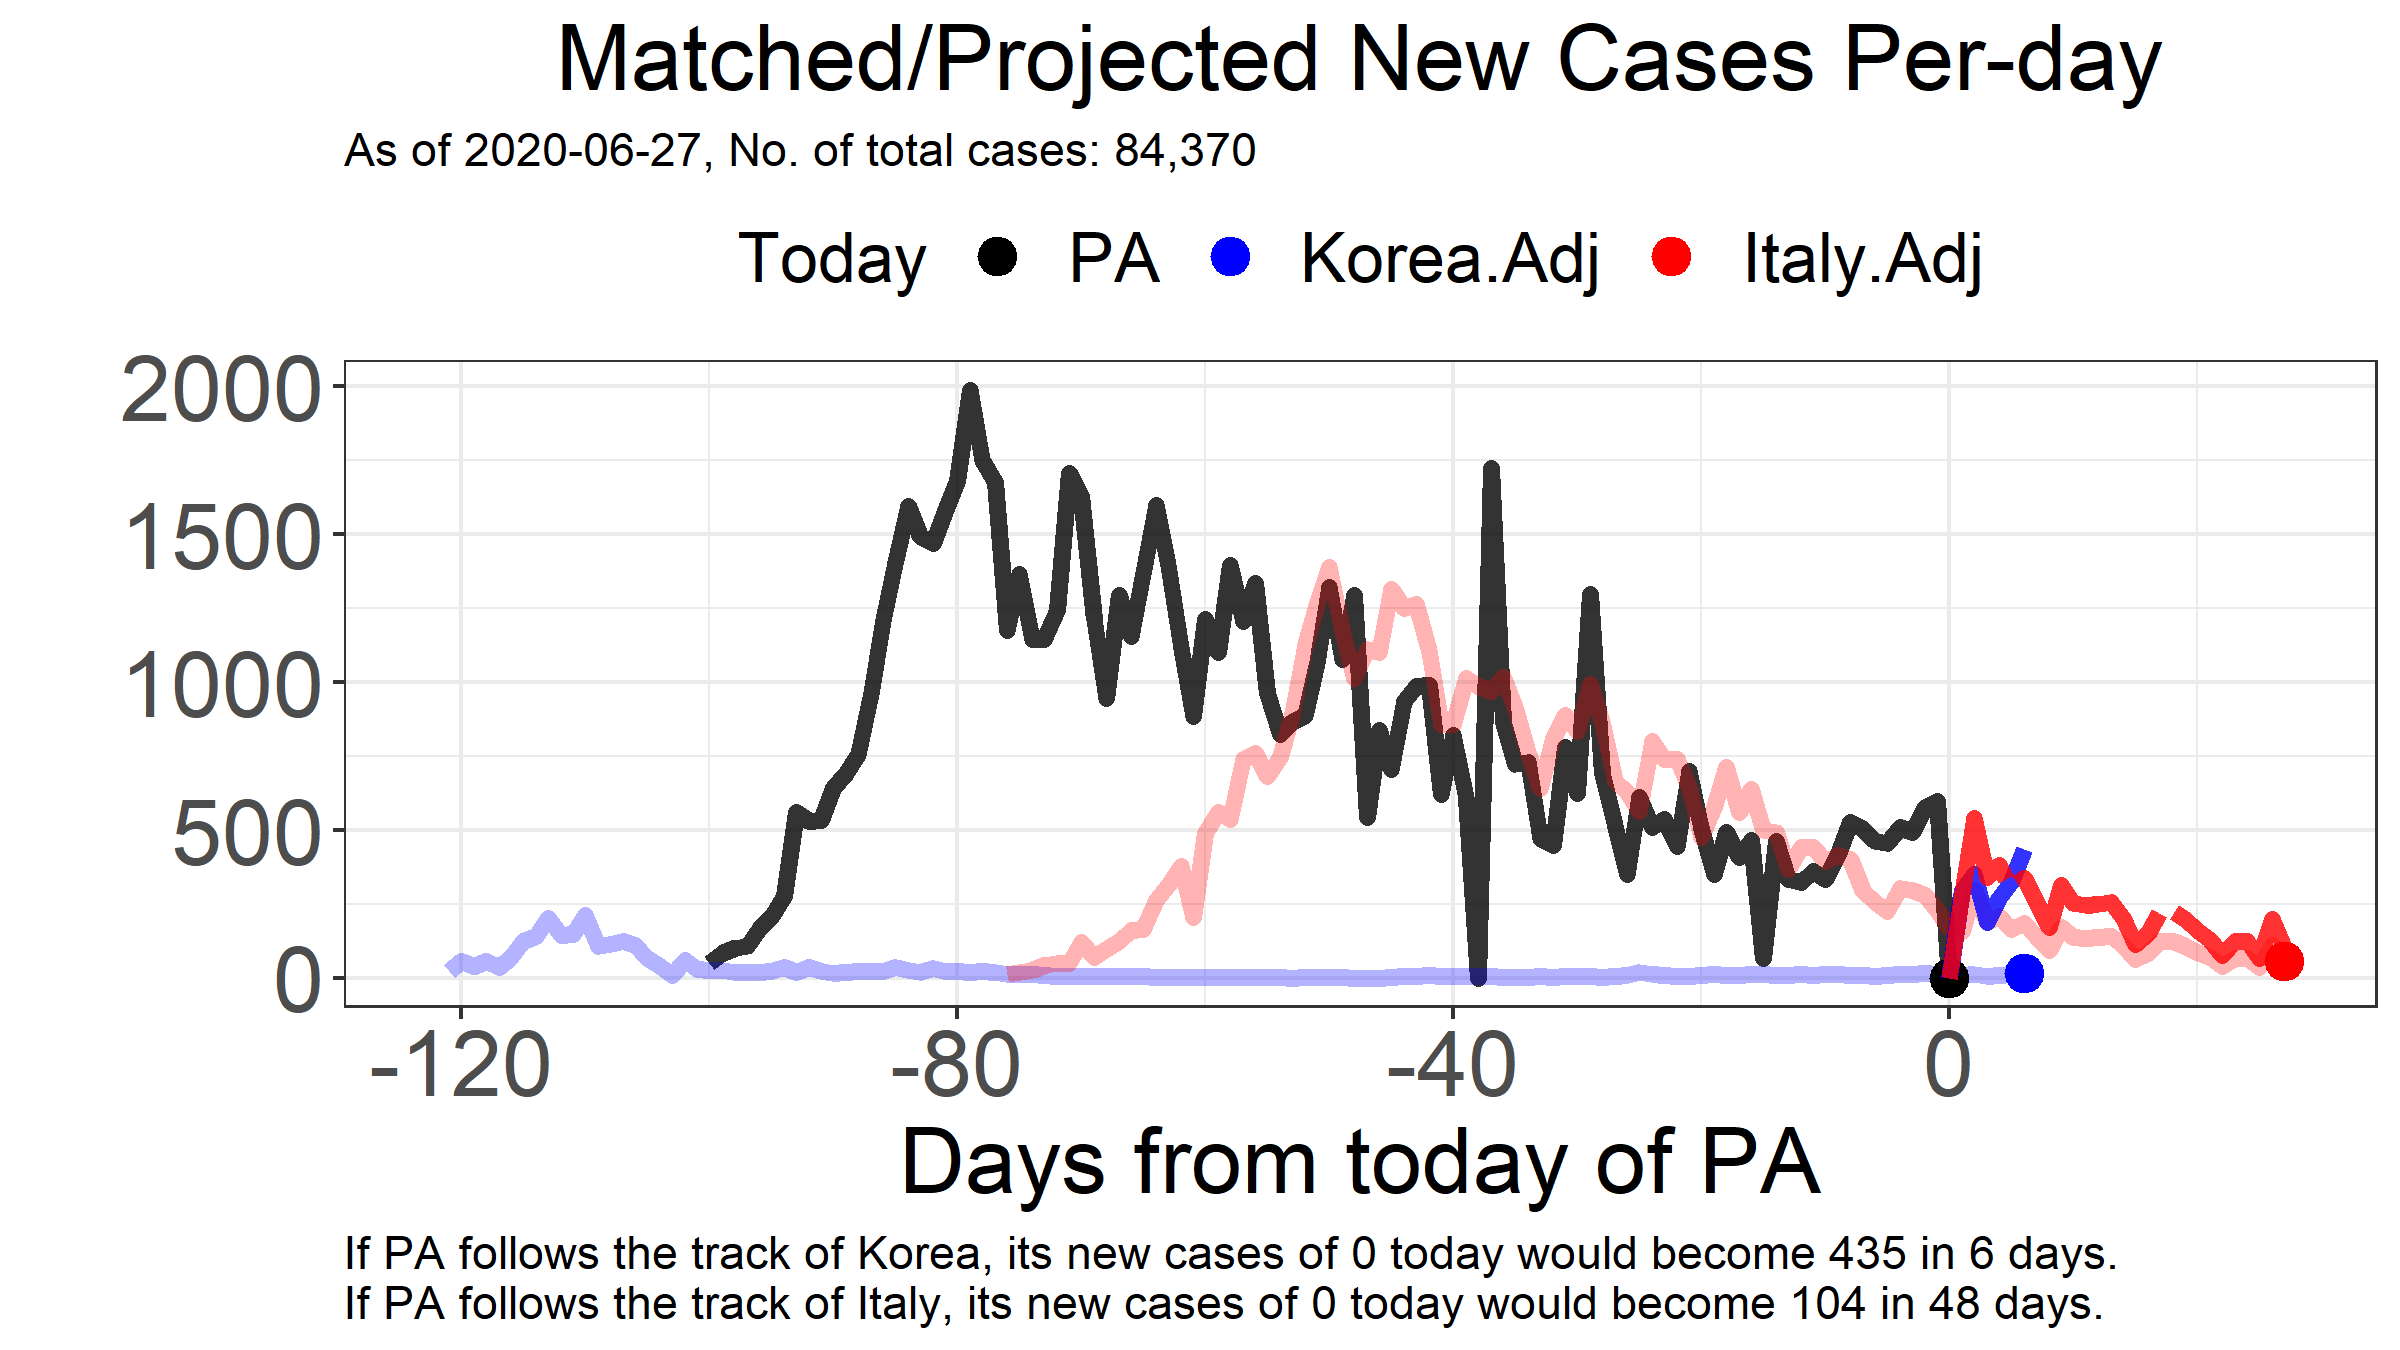 Matched/Projected New Cases Per-day
As of 2020-06-27, No. of total cases: 84,370
Today PA Korea.Adj Italy.Adj
2000
1500
1000
500
0
-120 -80 -40 0
Days from today of PA
If PA follows the track of Korea, its new cases of 0 today would become 435 in 6 days.
If PA follows the track of Italy, its new cases of 0 today would become 104 in 48 days.